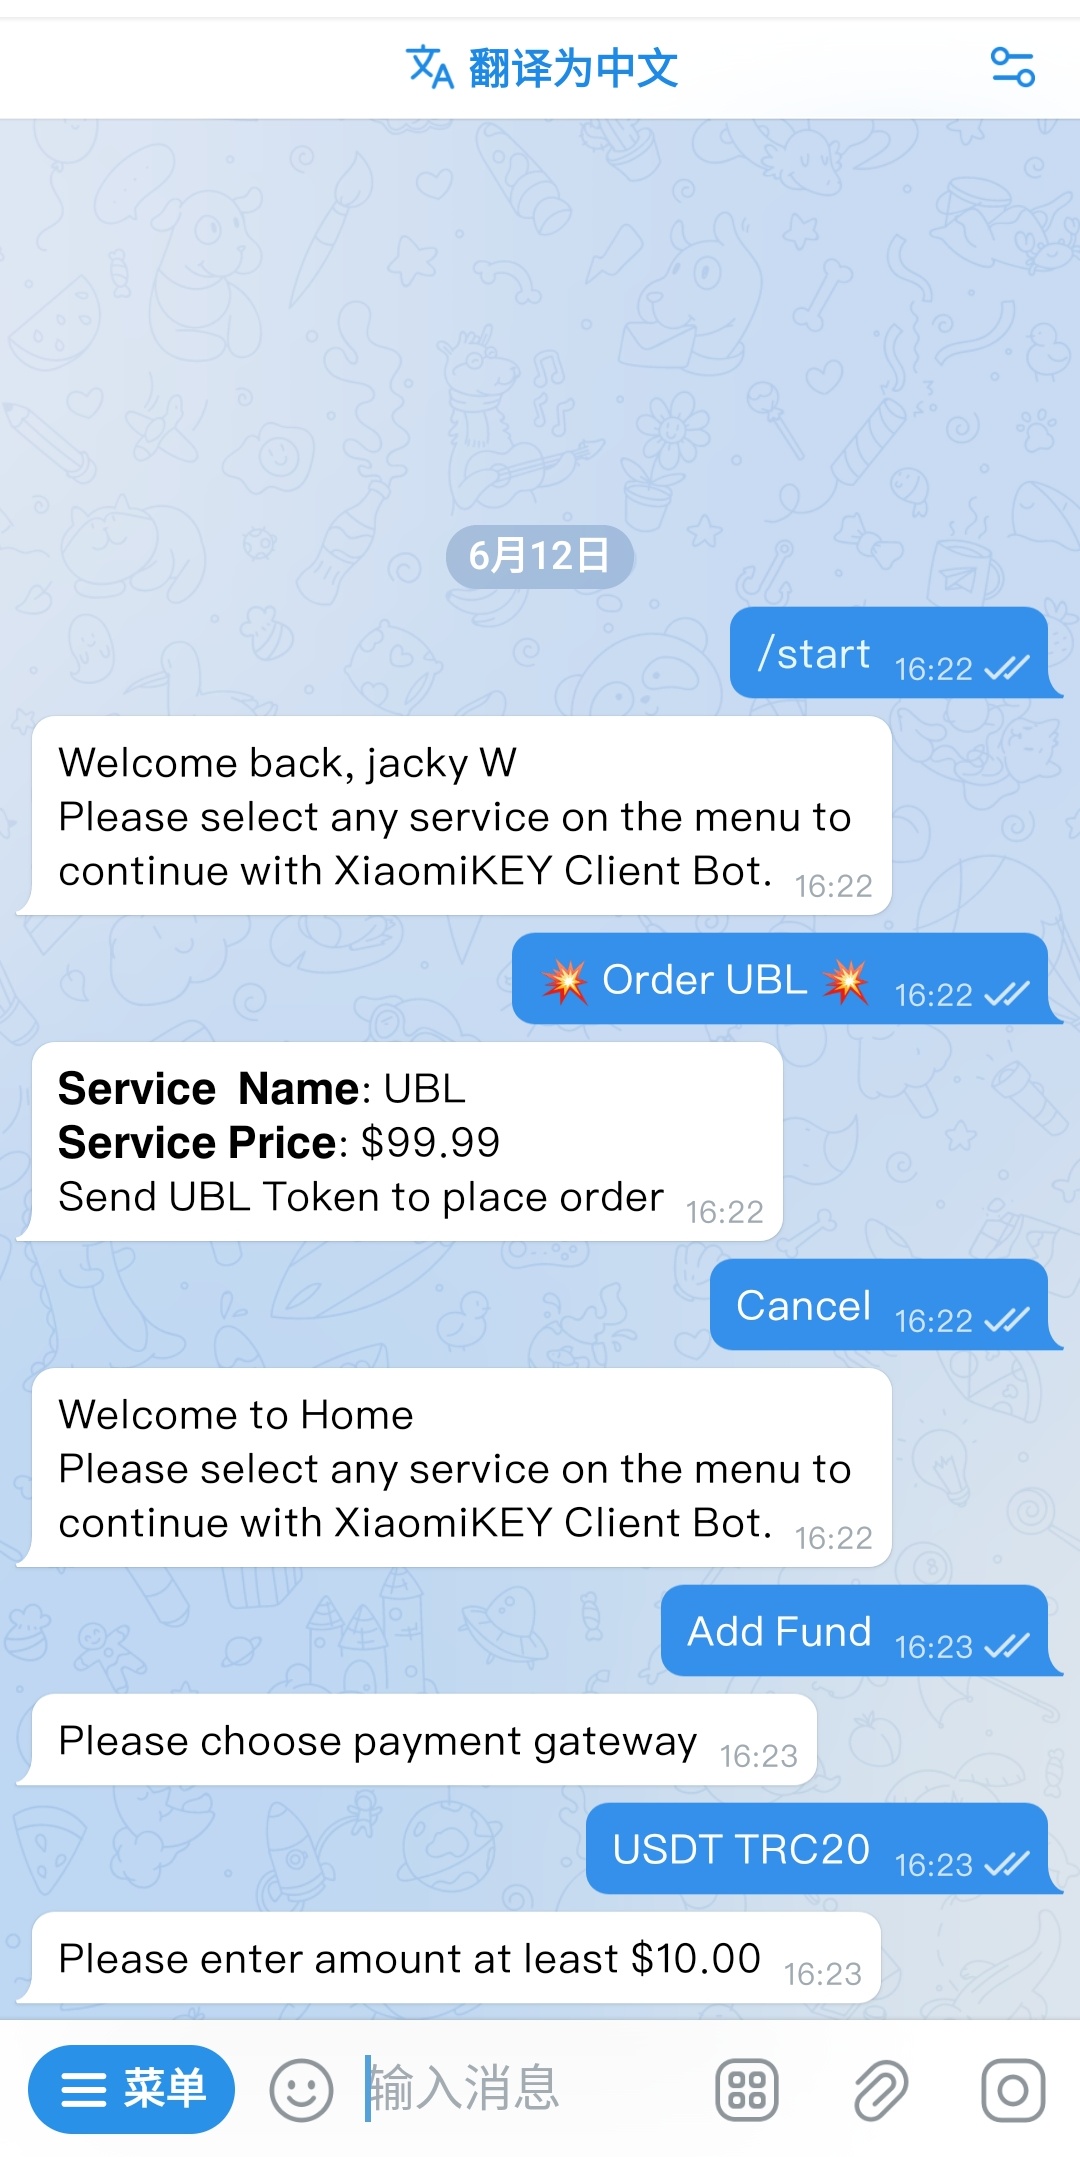 翻译为中文
6月12日
/start 16:22
Welcome back, jacky W
Please select any service on the menu to
continue with XiaomiKEY Client Bot. 16:22
💥 Order UBL 💥 16:22
Service Name: UBL
Service Price: $99.99
Send UBL Token to place order 16:22
Cancel 16:22
Welcome to Home
Please select any service on the menu to
continue with XiaomiKEY Client Bot. 16:22
Add Fund 16:23
Please choose payment gateway 16:23
USDT TRC20 16:23
Please enter amount at least $10.00 16:23
菜单 输入消息